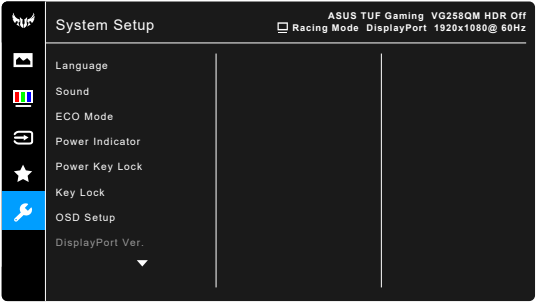 System Setup
ASUS TUF Gaming VG258QM HDR Off
Racing Mode DisplayPort 1920x1080@ 60Hz
Language
Sound
ECO Mode
Power Indicator
Power Key Lock
Key Lock
OSD Setup
DisplayPort Ver.